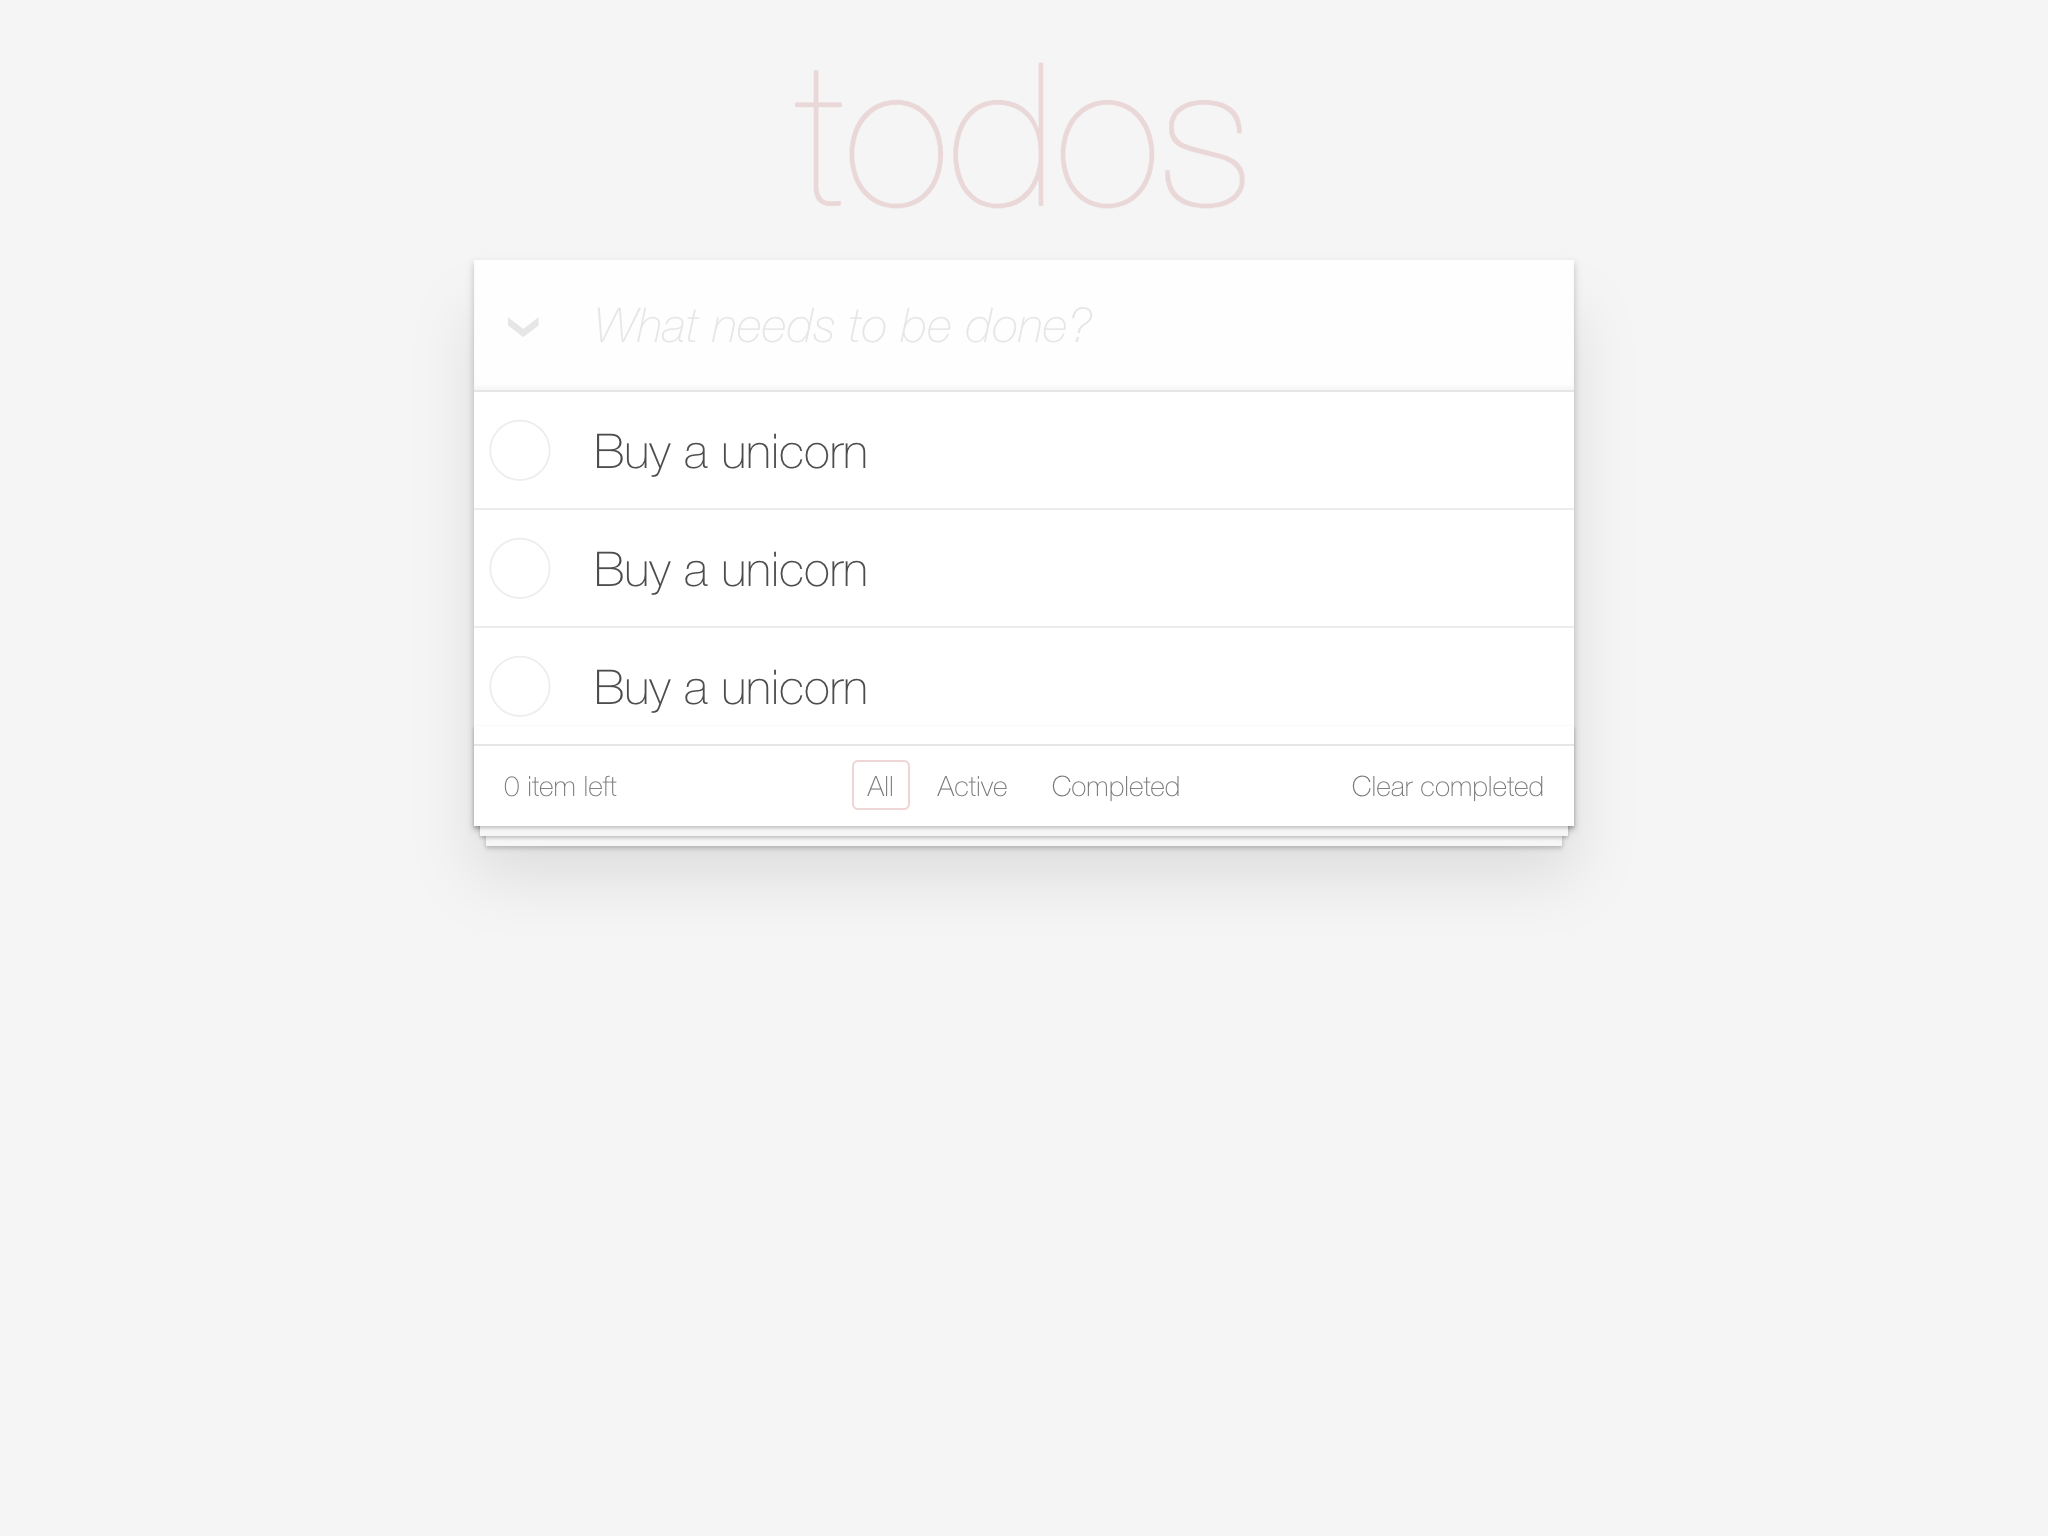 todos
What needs to be done?
Buy a unicorn
Buy a unicorn
Buy a unicorn
0 item left All Active Completed Clear completed